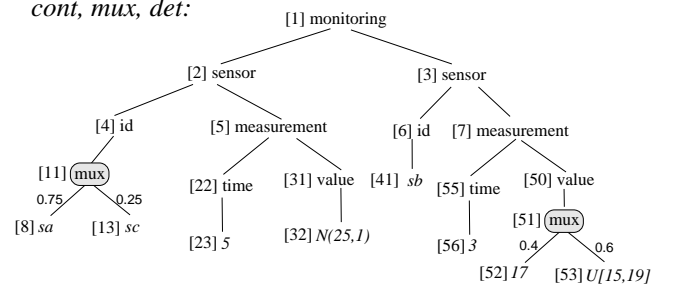 cont, mux, det:
[1] monitoring
[2] sensor
[3] sensor
[4] id
[5] measurement
[6] id
[7] measurement
[11] mux
[22] time
[31] value
[41] sb
[55] time
[50] value
0.75
0.25
[51] mux
[8] sa
[13] sc
[23] 5
[32] N(25,1)
[56] 3
0.4
0.6
[52] 17
[53] U[15,19]